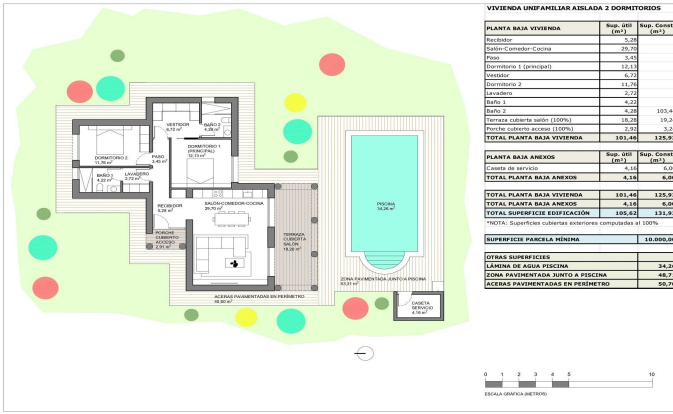 VIVIENDA UNIFAMILIAR AISLADA 2 DORMITORIOS
PLANTA BAJA VIVIENDA Sup. útil (m²) Sup. Const (m²)
Recibidor 5,28
Salón-Comedor-Cocina 29,70
Paso 3,45
Dormitorio 1 (principal) 12,13
Vestidor 6,72
Dormitorio 2 11,76
Lavadero 2,72
Baño 1 4,22
Baño 2 4,28 103,4
Terraza cubierta salón (100%) 18,28 19,2
Porche cubierto acceso (100%) 2,92 3,2
TOTAL PLANTA BAJA VIVIENDA 101,46 125,9
PLANTA BAJA ANEXOS Sup. útil (m²) Sup. Const (m²)
Caseta de servicio 4,16 6,0
TOTAL PLANTA BAJA ANEXOS 4,16 6,0
TOTAL PLANTA BAJA VIVIENDA 101,46 125,9
TOTAL PLANTA BAJA ANEXOS 4,16 6,0
TOTAL SUPERFICIE EDIFICACIÓN 105,62 131,9
*NOTA: Superficies cubiertas exteriores computadas al 100%
SUPERFICIE PARCELA MÍNIMA 10.000,0
OTRAS SUPERFICIES
LÁMINA DE AGUA PISCINA 34,2
ZONA PAVIMENTADA JUNTO A PISCINA 48,7
ACERAS PAVIMENTADAS EN PERÍMETRO 50,7
VESTIDOR
6,72 m²
BAÑO 2
4,28 m²
DORMITORIO 2
11,76 m²
PASO
3,45 m²
DORMITORIO 1
(PRINCIPAL)
12,13 m²
BAÑO 1
4,22 m²
LAVADERO
2,72 m²
RECIBIDOR
5,28 m²
SALÓN-COMEDOR-COCINA
29,70 m²
PISCINA
34,26 m²
PORCHE
CUBIERTO
ACCESO
2,91 m²
TERRAZA
CUBIERTA
SALÓN
18,28 m²
ZONA PAVIMENTADA JUNTO A PISCINA
ACERAS PAVIMENTADAS EN PERÍMETRO
CASETA
SERVICIO
4,16 m²
0 1 2 3 4 5 10
ESCALA GRÁFICA (METROS)